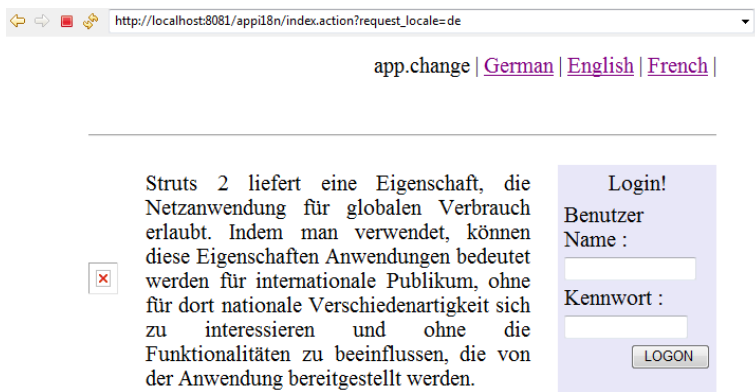 http://localhost:8081/appi18n/index.action?request_locale=de
app.change | German | English | French |
Struts 2 liefert eine Eigenschaft, die
Netzanwendung für globalen Verbrauch
erlaubt. Indem man verwendet, können
diese Eigenschaften Anwendungen bedeutet
werden für internationale Publikum, ohne
für dort nationale Verschiedenartigkeit sich
zu interessieren und ohne die
Funktionalitäten zu beeinflussen, die von
der Anwendung bereitgestellt werden.
Login!
Benutzer
Name :
Kennwort :
LOGON